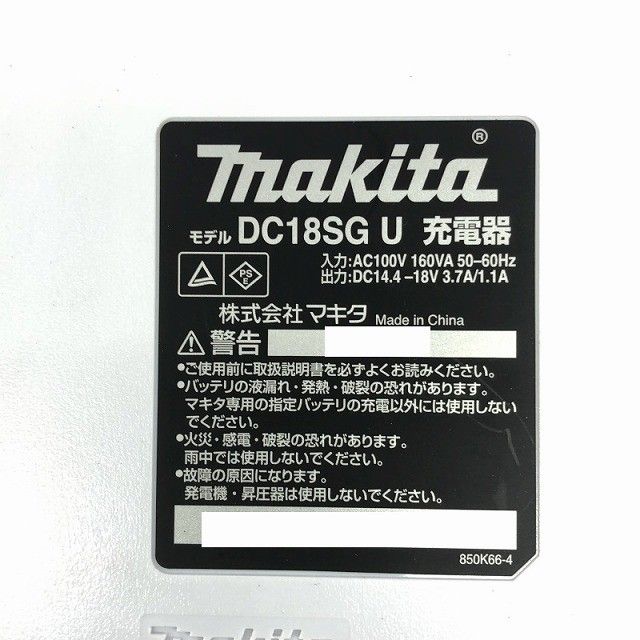 makita®
モデル DC18SG U 充電器
入力:AC100V 160VA 50–60Hz
出力:DC14.4–18V 3.7A/1.1A
PS
E
株式会社マキタ Made in China
⚠警告
●ご使用前に取扱説明書を必ずよくお読みください。
●バッテリの液漏れ・発熱・破裂の恐れがあります。
マキタ専用の指定バッテリの充電以外には使用しない
でください。
●火災・感電・破裂の恐れがあります。
雨中では使用しないでください。
●故障の原因になります。
発電機・昇圧器は使用しないでください。
850K66-4
makita